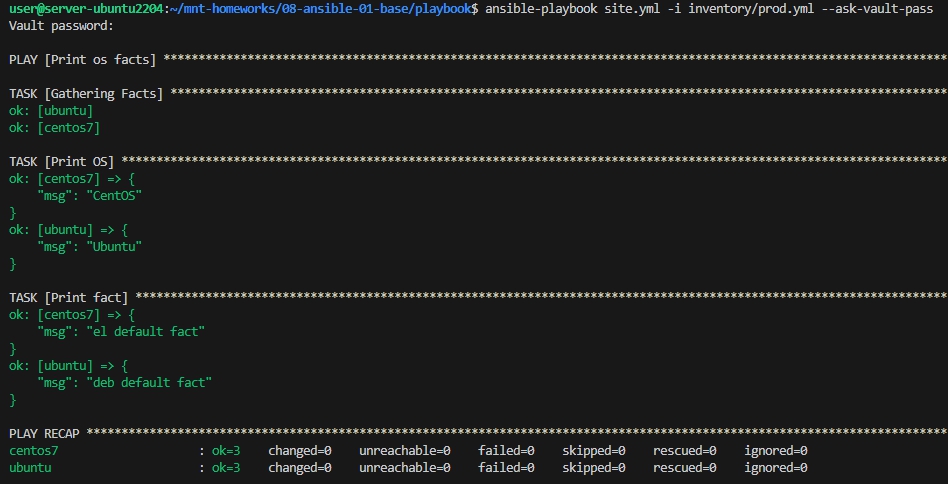 user@server-ubuntu2204:~/mnt-homeworks/08-ansible-01-base/playbook$ ansible-playbook site.yml -i inventory/prod.yml --ask-vault-pass
Vault password:
PLAY [Print os facts] ****************************************************************************************************************
TASK [Gathering Facts] ***************************************************************************************************************
ok: [ubuntu]
ok: [centos7]
TASK [Print OS] **********************************************************************************************************************
ok: [centos7] => {
    "msg": "CentOS"
}
ok: [ubuntu] => {
    "msg": "Ubuntu"
}
TASK [Print fact] ********************************************************************************************************************
ok: [centos7] => {
    "msg": "el default fact"
}
ok: [ubuntu] => {
    "msg": "deb default fact"
}
PLAY RECAP ***************************************************************************************************************************
centos7                    : ok=3    changed=0    unreachable=0    failed=0    skipped=0    rescued=0    ignored=0
ubuntu                     : ok=3    changed=0    unreachable=0    failed=0    skipped=0    rescued=0    ignored=0